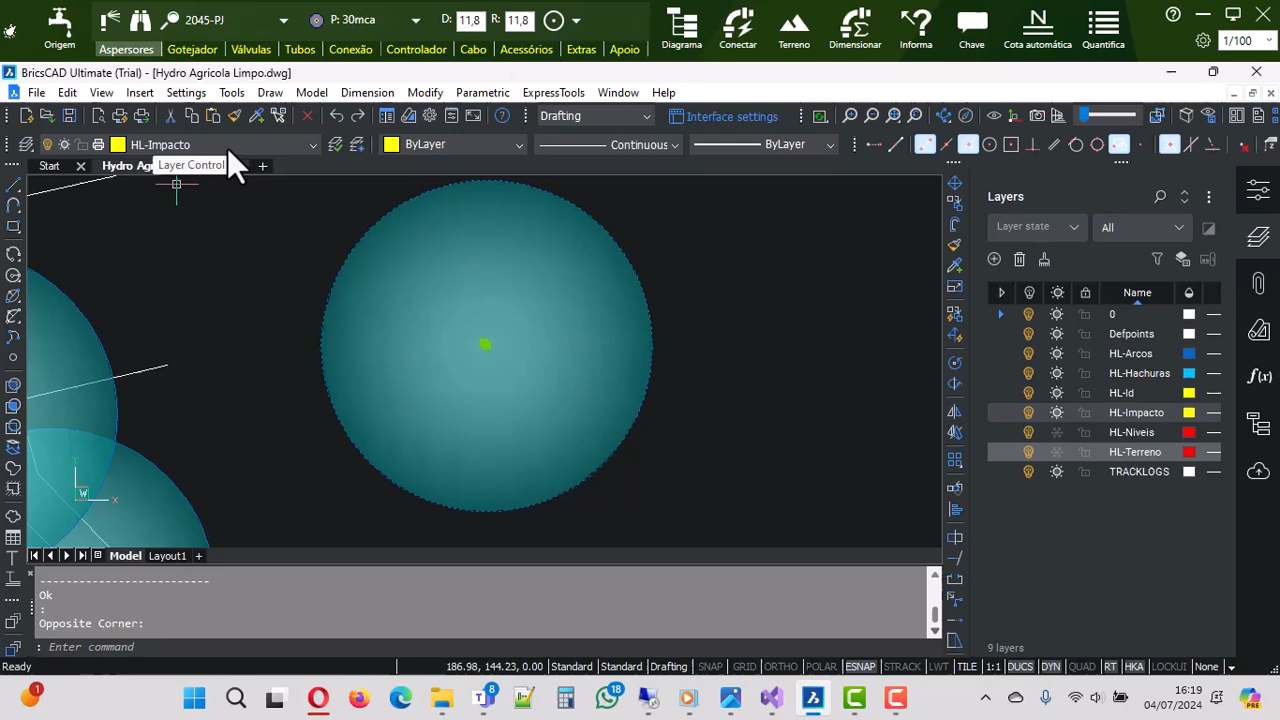 2045-PJ
P: 30mca
D: 11,8
R: 11,8
Origem
Diagrama
Conectar
Terreno
Dimensionar
Informa
Chave
Cota automática
Quantifica
1/100
Aspersores
Gotejador
Válvulas
Tubos
Conexão
Controlador
Cabo
Acessórios
Extras
Apoio
BricsCAD Ultimate (Trial) - [Hydro Agricola Limpo.dwg]
File Edit View Insert Settings Tools Draw Model Dimension Modify Parametric ExpressTools Window Help
Drafting
Interface settings
HL-Impacto
ByLayer
Continuous
ByLayer
Start
Hydro Ag
Layer Control
Layers
Layer state
All
Name
0
Defpoints
HL-Arcos
HL-Hachuras
HL-Id
HL-Impacto
HL-Niveis
HL-Terreno
TRACKLOGS
9 layers
Y
W
X
Model
Layout1
---------------------------
Ok
:
Opposite Corner:
: Enter command
Ready
186.98, 144.23, 0.00 Standard Standard Drafting SNAP GRID ORTHO POLAR ESNAP STRACK LWT TILE 1:1 DUCS DYN QUAD RT HKA LOCKUI None
1
8
18
16:19
04/07/2024
PRE